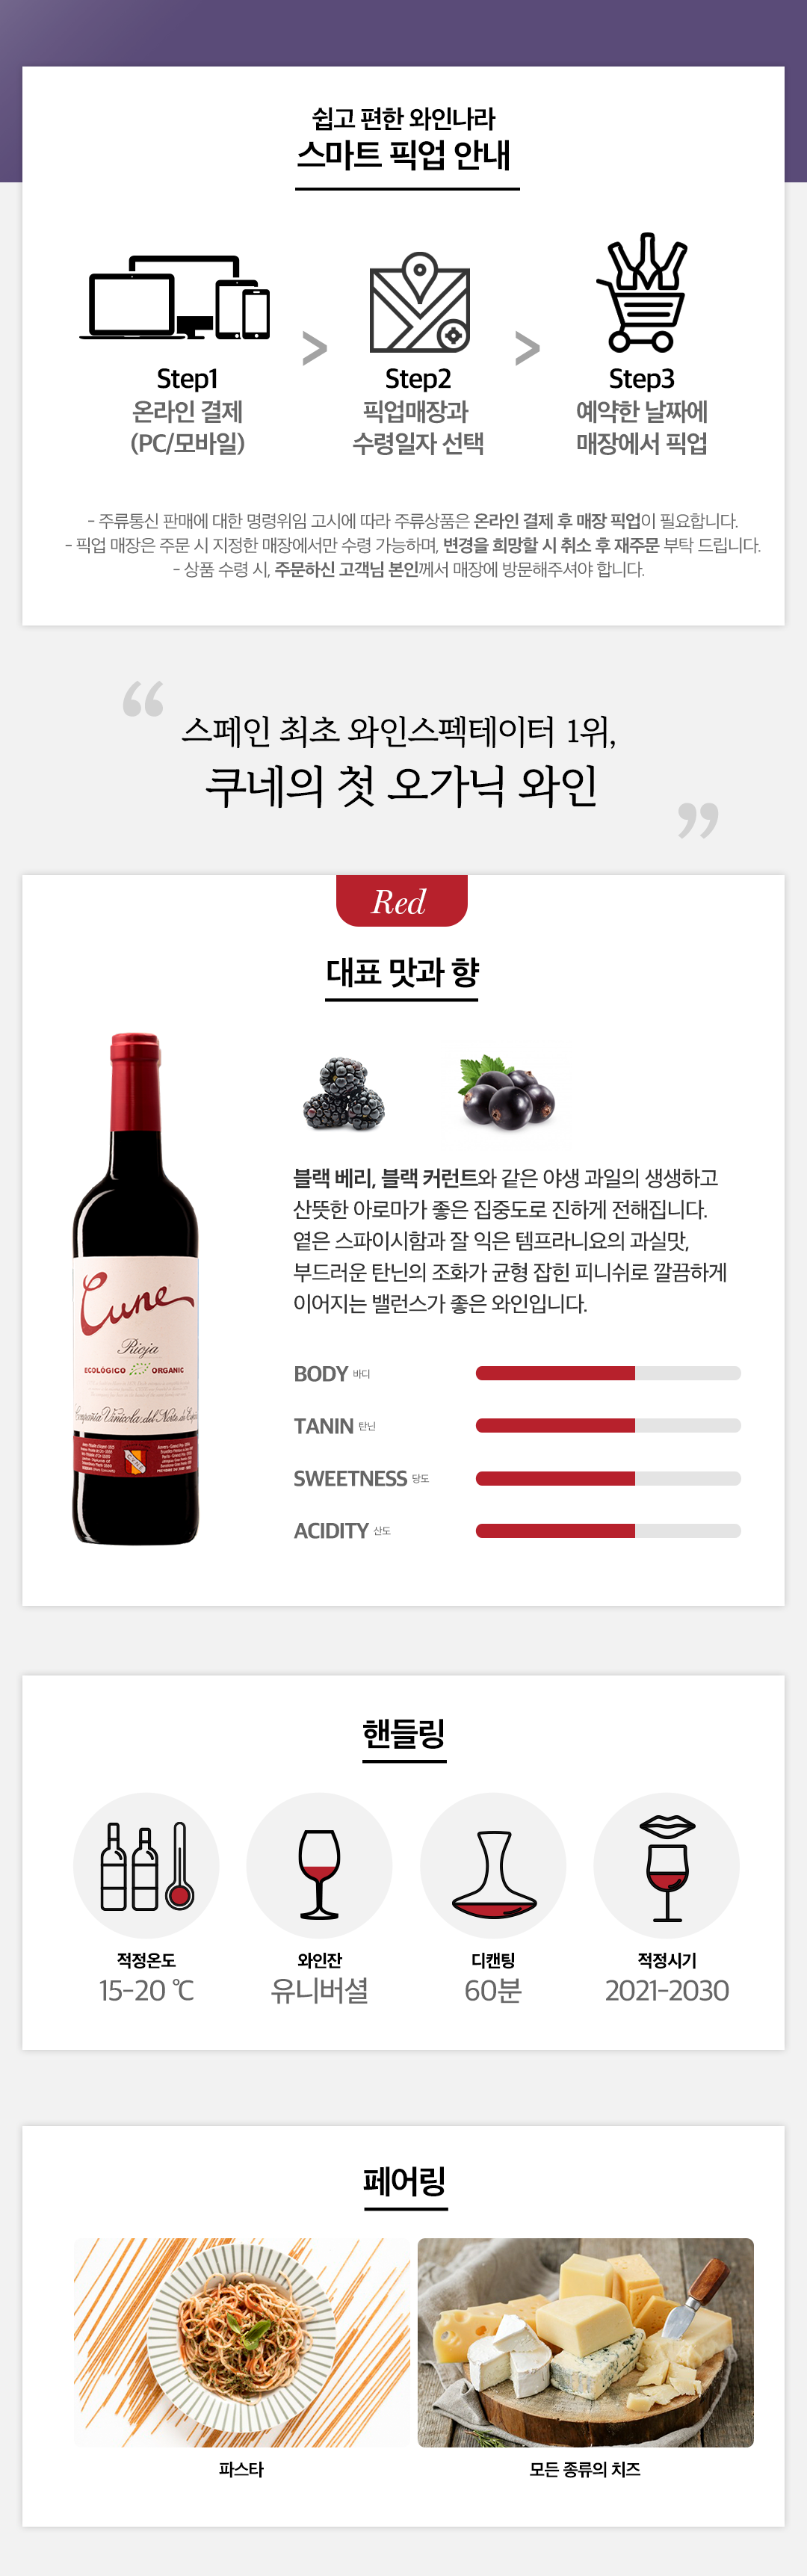 쉽고 편한 와인나라
스마트 픽업 안내
Step1
온라인 결제
(PC/모바일)
>
Step2
픽업매장과
수령일자 선택
>
Step3
예약한 날짜에
매장에서 픽업
- 주류통신 판매에 대한 명령위임 고시에 따라 주류상품은 온라인 결제 후 매장 픽업이 필요합니다.
- 픽업 매장은 주문 시 지정한 매장에서만 수령 가능하며, 변경을 희망할 시 취소 후 재주문 부탁 드립니다.
- 상품 수령 시, 주문하신 고객님 본인께서 매장에 방문해주셔야 합니다.
“
스페인 최초 와인스펙테이터 1위,
쿠네의 첫 오가닉 와인
”
Red
대표 맛과 향
블랙 베리, 블랙 커런트와 같은 야생 과일의 생생하고
산뜻한 아로마가 좋은 집중도로 진하게 전해집니다.
옅은 스파이시함과 잘 익은 템프라니요의 과실맛,
부드러운 탄닌의 조화가 균형 잡힌 피니쉬로 깔끔하게
이어지는 밸런스가 좋은 와인입니다.
Cune
Rioja
ECOLÓGICO ORGANIC
Compañía Vinícola del Norte de
BODY 바디
TANIN 탄닌
SWEETNESS 당도
ACIDITY 산도
핸들링
적정온도
15-20 ℃
와인잔
유니버셜
디캔팅
60분
적정시기
2021-2030
페어링
파스타
모든 종류의 치즈